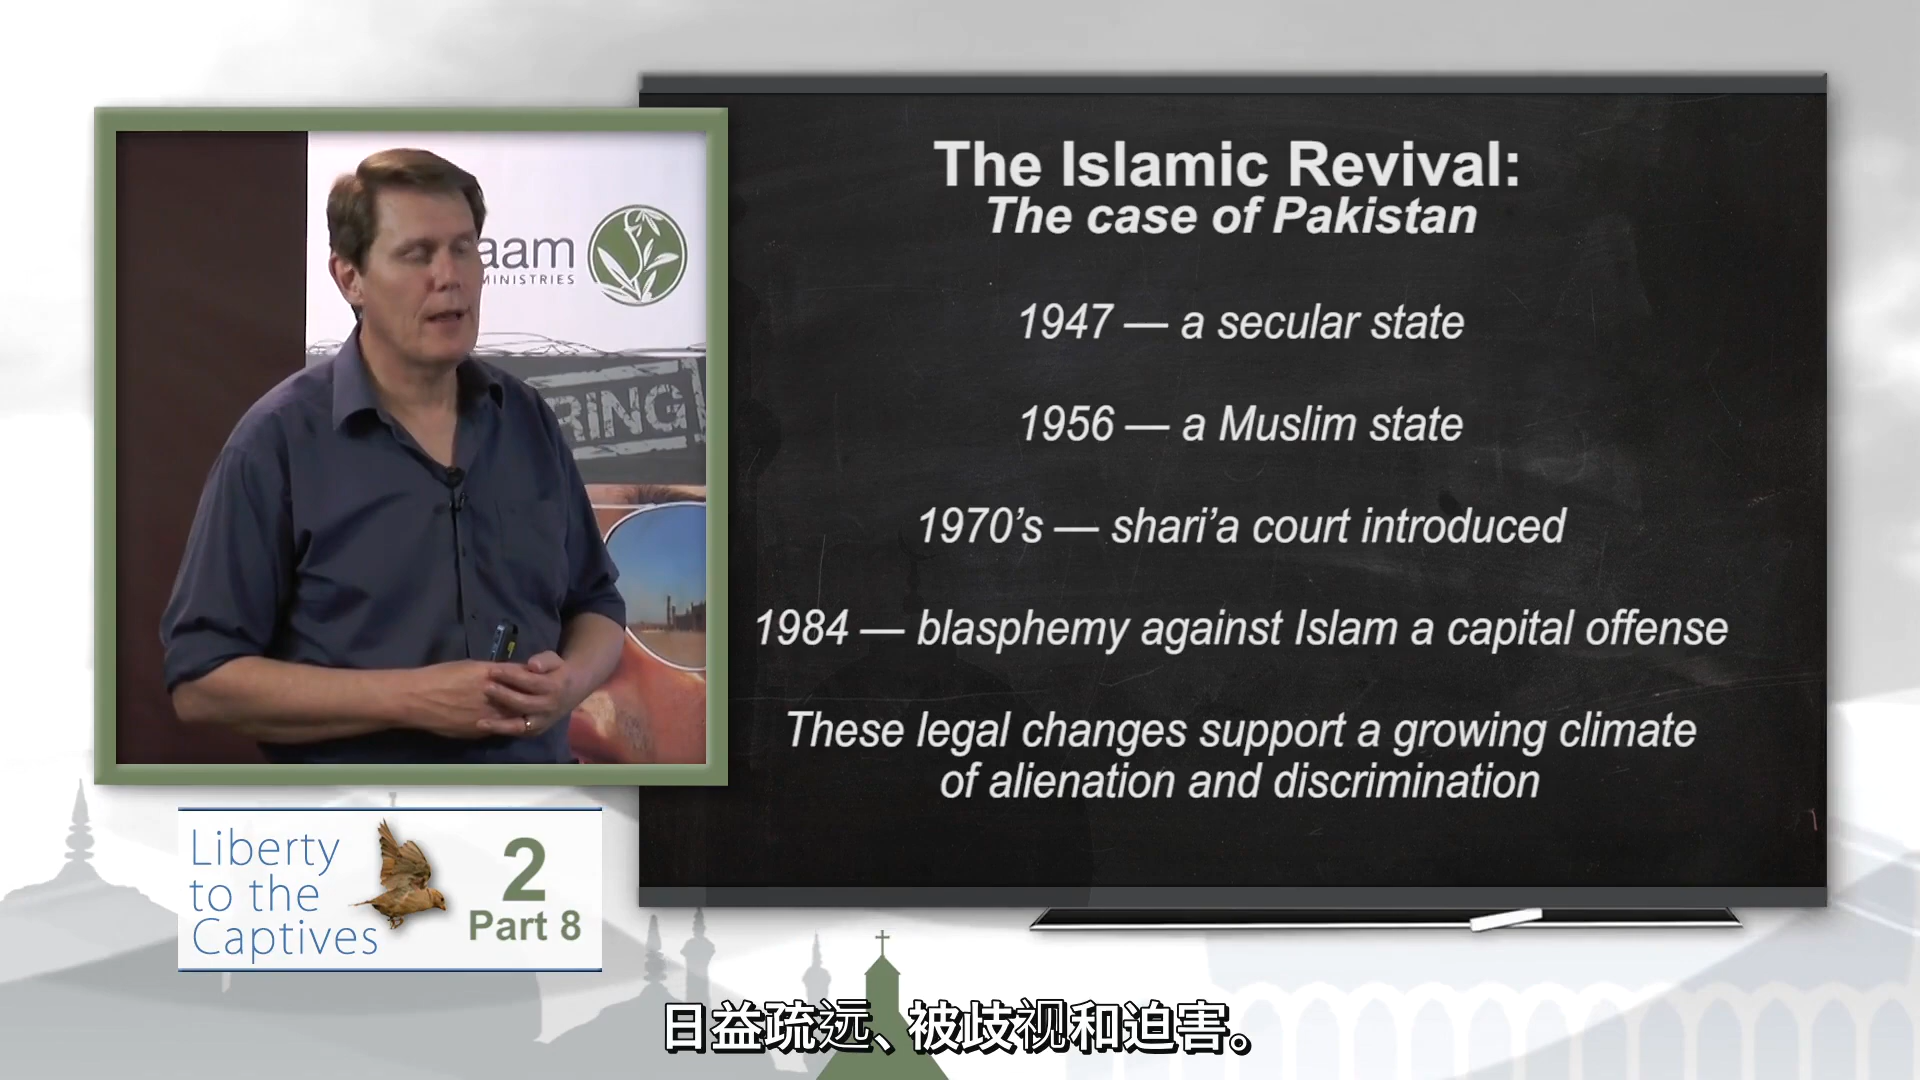 The Islamic Revival:
The case of Pakistan
1947 — a secular state
1956 — a Muslim state
1970's — shari'a court introduced
1984 — blasphemy against Islam a capital offense
These legal changes support a growing climate
of alienation and discrimination
aam
MINISTRIES
RING
Liberty
to the
Captives
2
Part 8
日益疏远、被歧视和迫害。